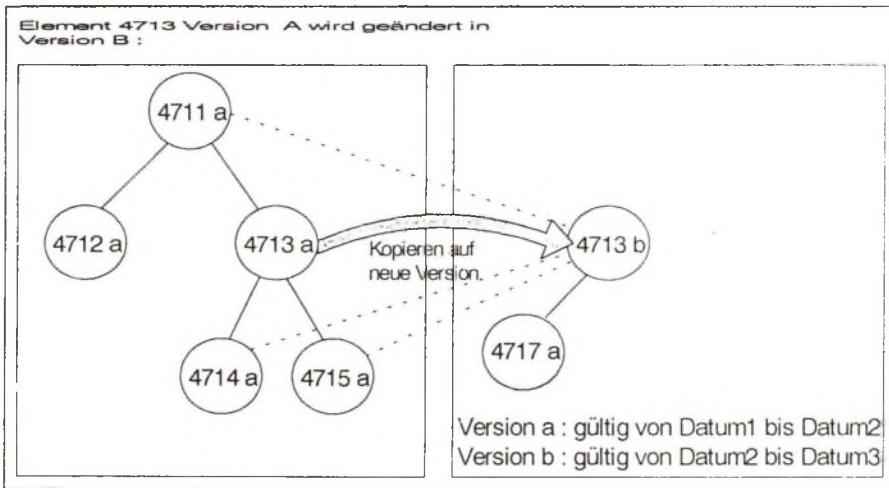 Element 4713 Version A wird geändert in
Version B :
4711 a
4712 a
4713 a
Kopieren auf
neue Version.
4713 b
4714 a
4715 a
4717 a
Version a : gültig von Datum1 bis Datum2
Version b : gültig von Datum2 bis Datum3